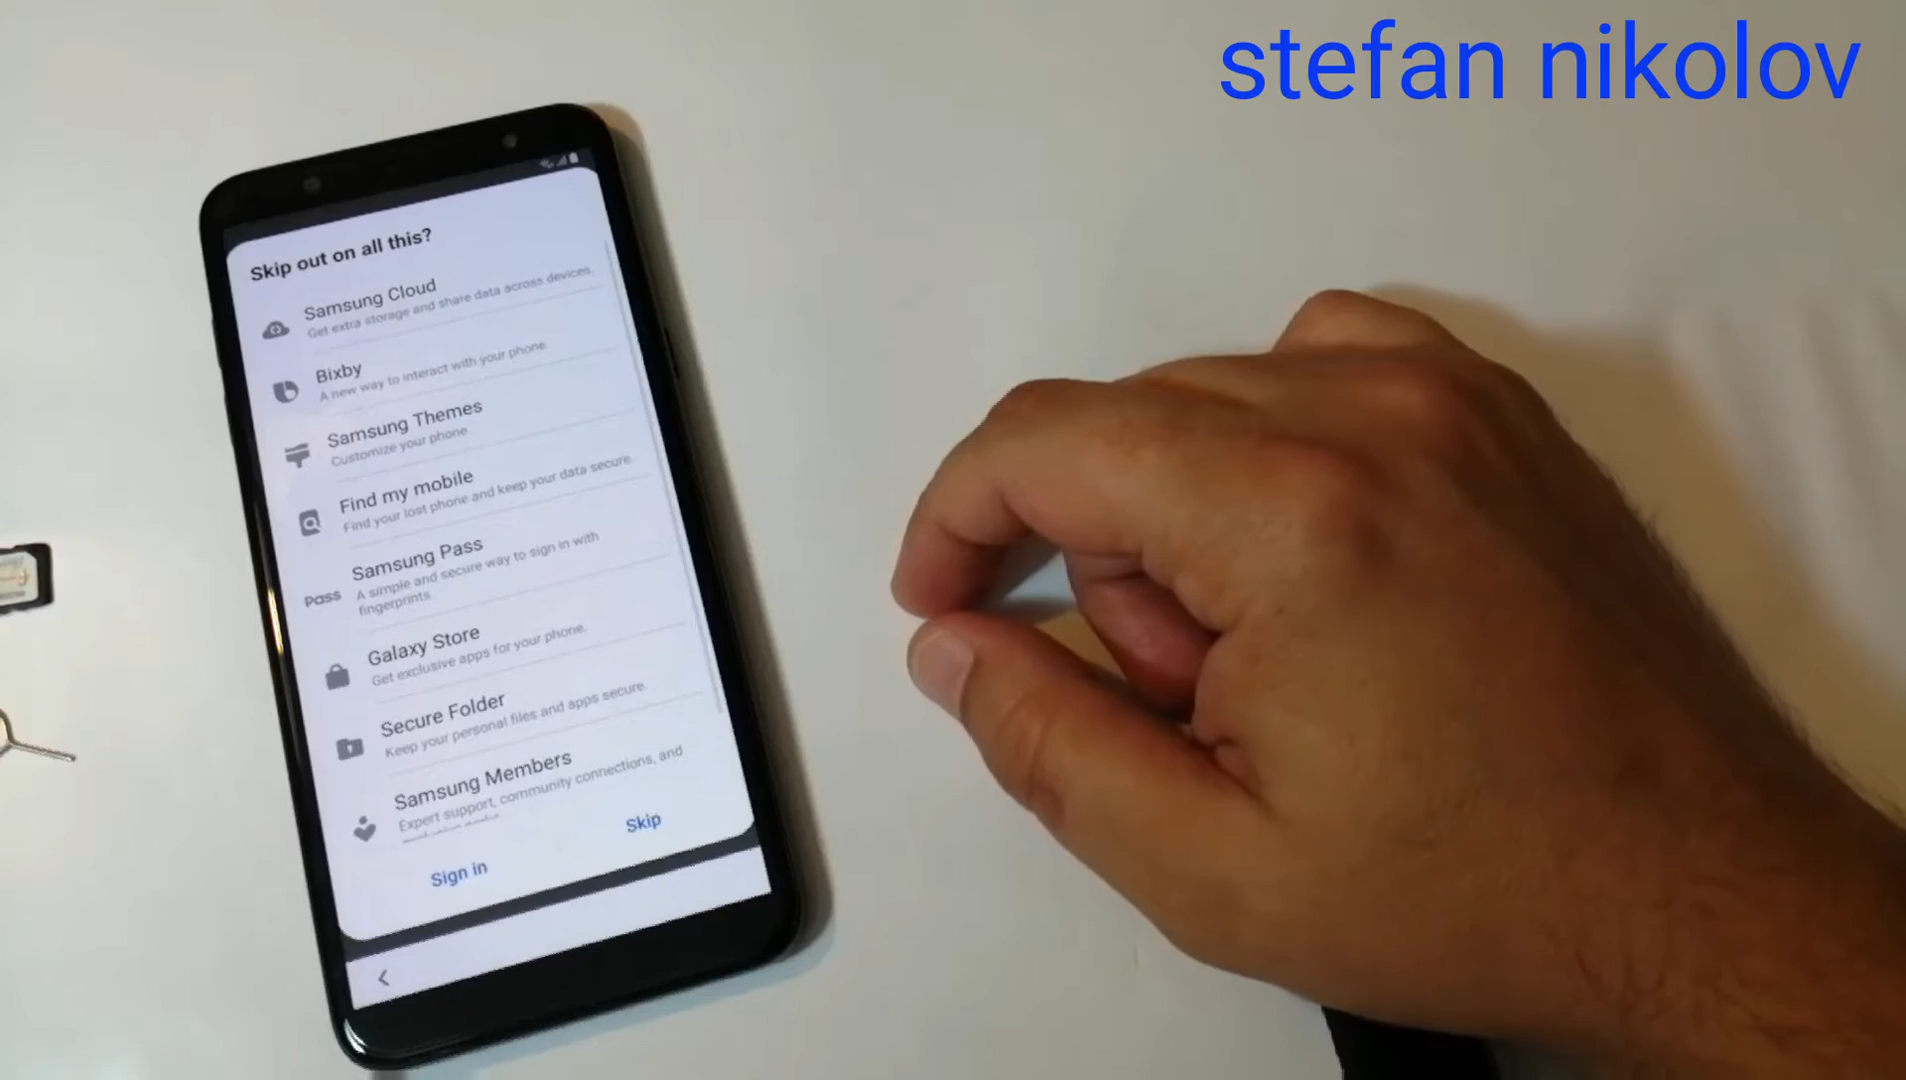 stefan nikolov
Skip out on all this?
Samsung Cloud
Get extra storage and share data across devices.
Bixby
A new way to interact with your phone.
Samsung Themes
Customize your phone.
Find my mobile
Find your lost phone and keep your data secure.
Pass
Samsung Pass
A simple and secure way to sign in with
fingerprints.
Galaxy Store
Get exclusive apps for your phone.
Secure Folder
Keep your personal files and apps secure.
Samsung Members
Expert support, community connections, and
Skip
Sign in